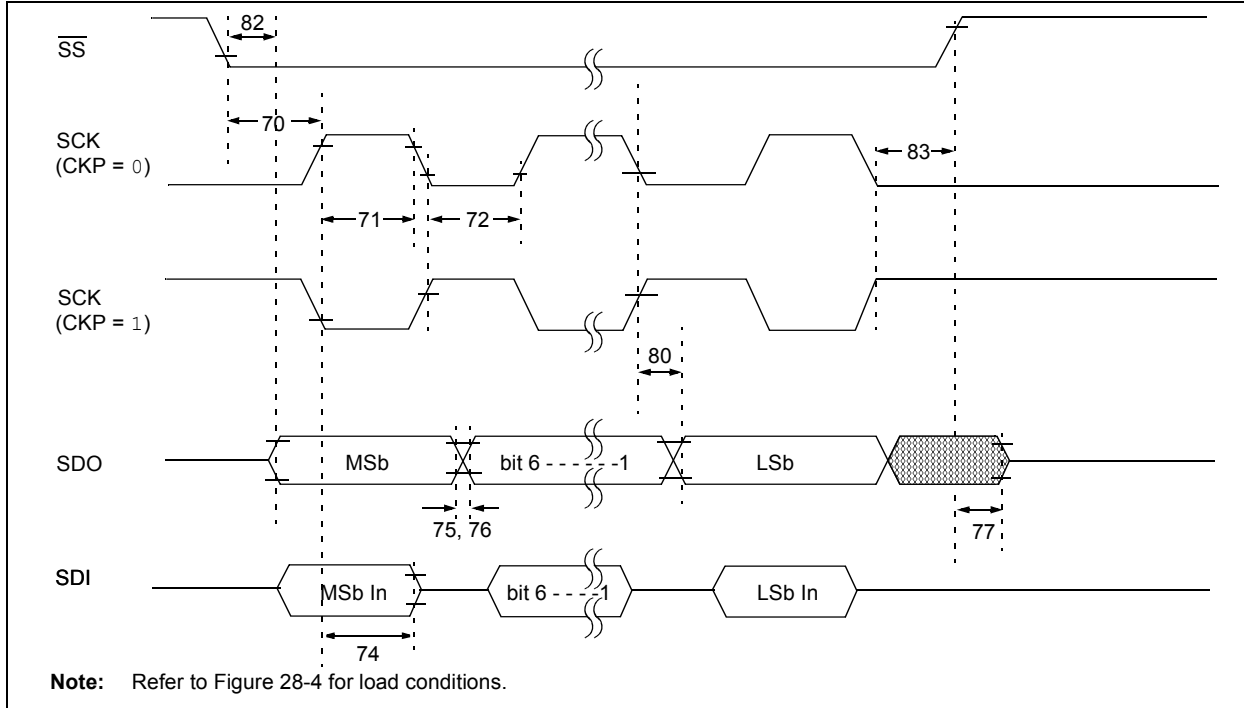 82
SS
70
SCK
(CKP = 0)
83
71
72
SCK
(CKP = 1)
80
SDO
MSb
bit 6 - - - - - -1
LSb
75, 76
77
SDI
MSb In
bit 6 - - - -1
LSb In
74
Note: Refer to Figure 28-4 for load conditions.